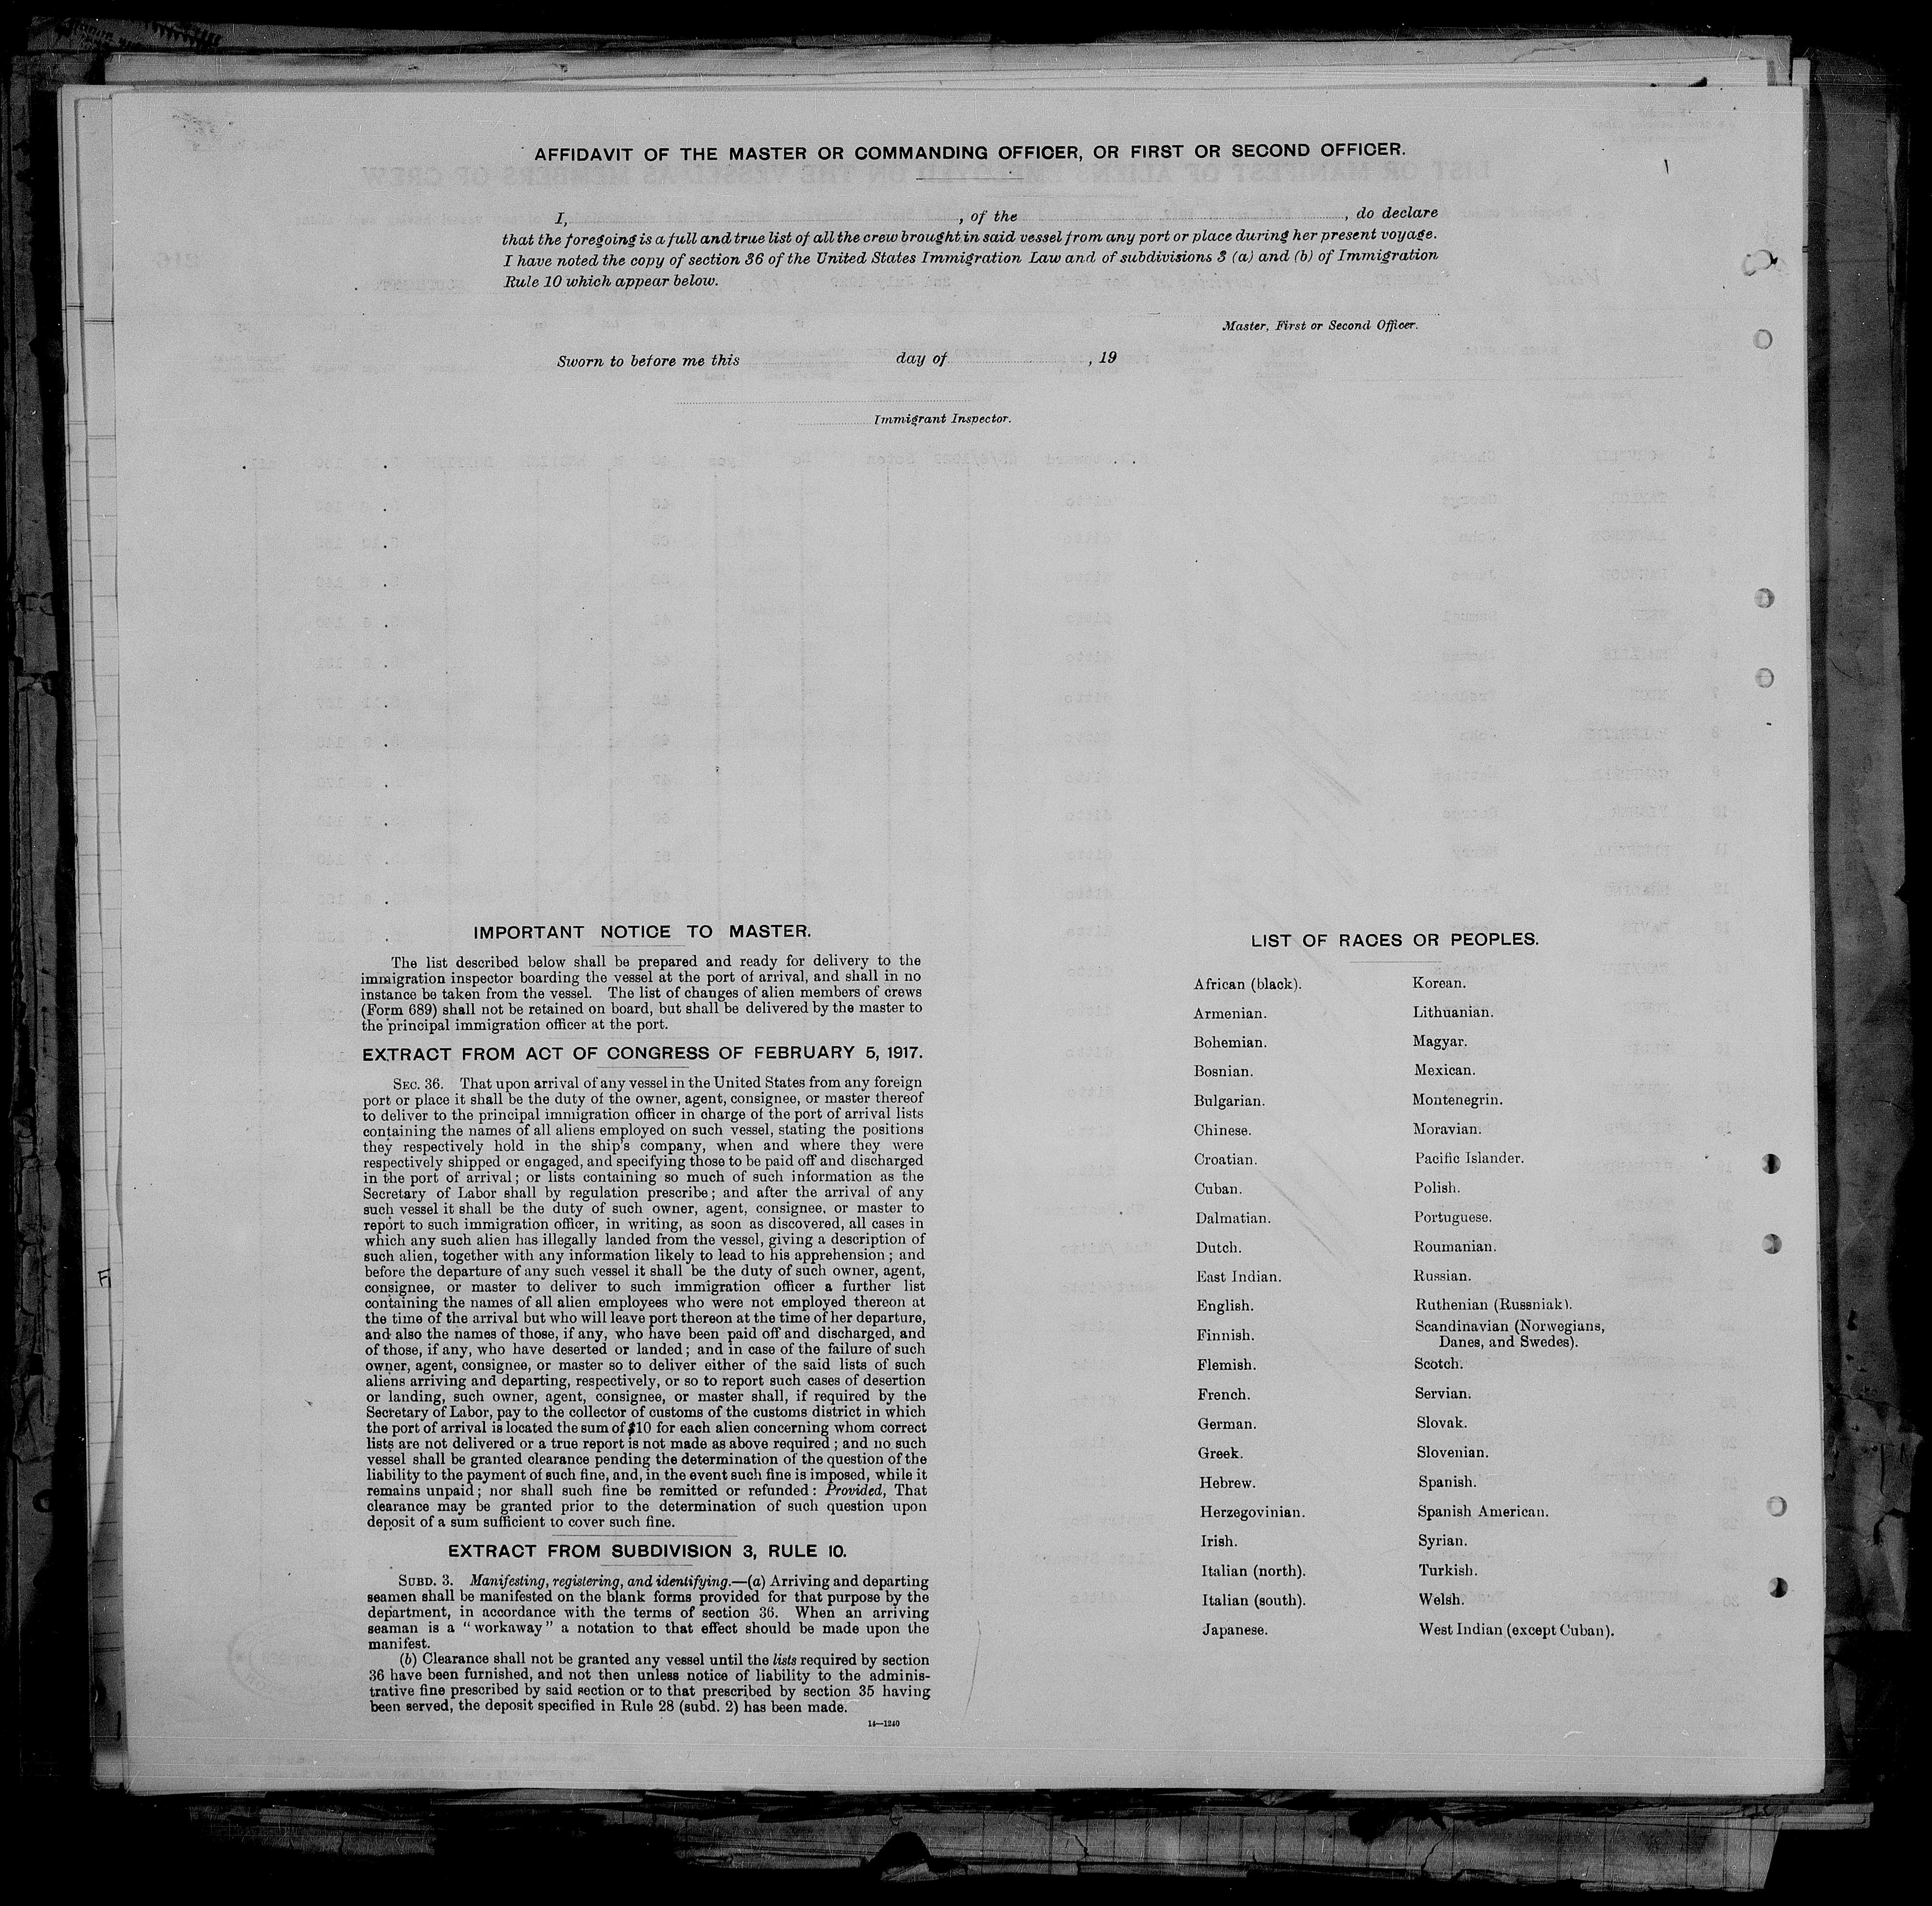 AFFIDAVIT OF THE MASTER OR COMMANDING OFFICER, OR FIRST OR SECOND OFFICER.
I, , of the , do declare
that the foregoing is a full and true list of all the crew brought in said vessel from any port or place during her present voyage.
I have noted the copy of section 36 of the United States Immigration Law and of subdivisions 3 (a) and (b) of Immigration
Rule 10 which appear below.
Master, First or Second Officer.
Sworn to before me this day of , 19
Immigrant Inspector.
IMPORTANT NOTICE TO MASTER.
The list described below shall be prepared and ready for delivery to the
immigration inspector boarding the vessel at the port of arrival, and shall in no
instance be taken from the vessel. The list of changes of alien members of crews
(Form 689) shall not be retained on board, but shall be delivered by the master to
the principal immigration officer at the port.
EXTRACT FROM ACT OF CONGRESS OF FEBRUARY 5, 1917.
SEC. 36. That upon arrival of any vessel in the United States from any foreign
port or place it shall be the duty of the owner, agent, consignee, or master thereof
to deliver to the principal immigration officer in charge of the port of arrival lists
containing the names of all aliens employed on such vessel, stating the positions
they respectively hold in the ship's company, when and where they were
respectively shipped or engaged, and specifying those to be paid off and discharged
in the port of arrival; or lists containing so much of such information as the
Secretary of Labor shall by regulation prescribe; and after the arrival of any
such vessel it shall be the duty of such owner, agent, consignee, or master to
report to such immigration officer, in writing, as soon as discovered, all cases in
which any such alien has illegally landed from the vessel, giving a description of
such alien, together with any information likely to lead to his apprehension; and
before the departure of any such vessel it shall be the duty of such owner, agent,
consignee, or master to deliver to such immigration officer a further list
containing the names of all alien employees who were not employed thereon at
the time of the arrival but who will leave port thereon at the time of her departure,
and also the names of those, if any, who have been paid off and discharged, and
of those, if any, who have deserted or landed; and in case of the failure of such
owner, agent, consignee, or master so to deliver either of the said lists of such
aliens arriving and departing, respectively, or so to report such cases of desertion
or landing, such owner, agent, consignee, or master shall, if required by the
Secretary of Labor, pay to the collector of customs of the customs district in which
the port of arrival is located the sum of $10 for each alien concerning whom correct
lists are not delivered or a true report is not made as above required; and no such
vessel shall be granted clearance pending the determination of the question of the
liability to the payment of such fine, and, in the event such fine is imposed, while it
remains unpaid; nor shall such fine be remitted or refunded: Provided, That
clearance may be granted prior to the determination of such question upon
deposit of a sum sufficient to cover such fine.
EXTRACT FROM SUBDIVISION 3, RULE 10.
SUBD. 3. Manifesting, registering, and identifying.—(a) Arriving and departing
seamen shall be manifested on the blank forms provided for that purpose by the
department, in accordance with the terms of section 36. When an arriving
seaman is a "workaway" a notation to that effect should be made upon the
manifest.
(b) Clearance shall not be granted any vessel until the lists required by section
36 have been furnished, and not then unless notice of liability to the adminis-
trative fine prescribed by said section or to that prescribed by section 35 having
been served, the deposit specified in Rule 28 (subd. 2) has been made.
14—1240
LIST OF RACES OR PEOPLES.
African (black).
Armenian.
Bohemian.
Bosnian.
Bulgarian.
Chinese.
Croatian.
Cuban.
Dalmatian.
Dutch.
East Indian.
English.
Finnish.
Flemish.
French.
German.
Greek.
Hebrew.
Herzegovinian.
Irish.
Italian (north).
Italian (south).
Japanese.
Korean.
Lithuanian.
Magyar.
Mexican.
Montenegrin.
Moravian.
Pacific Islander.
Polish.
Portuguese.
Roumanian.
Russian.
Ruthenian (Russniak).
Scandinavian (Norwegians,
Danes, and Swedes).
Scotch.
Servian.
Slovak.
Slovenian.
Spanish.
Spanish American.
Syrian.
Turkish.
Welsh.
West Indian (except Cuban).